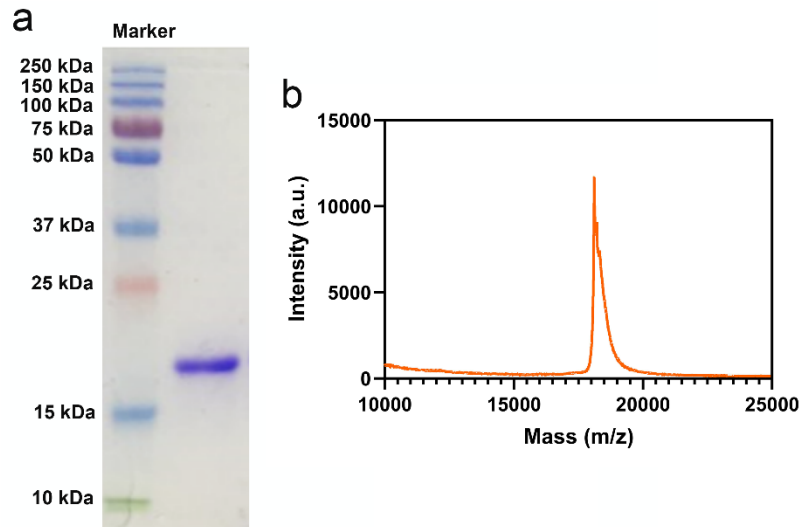 a
Marker
250 kDa
150 kDa
100 kDa
75 kDa
50 kDa
37 kDa
25 kDa
15 kDa
10 kDa
b
15000
10000
5000
0
Intensity (a.u.)
10000 15000 20000 25000
Mass (m/z)